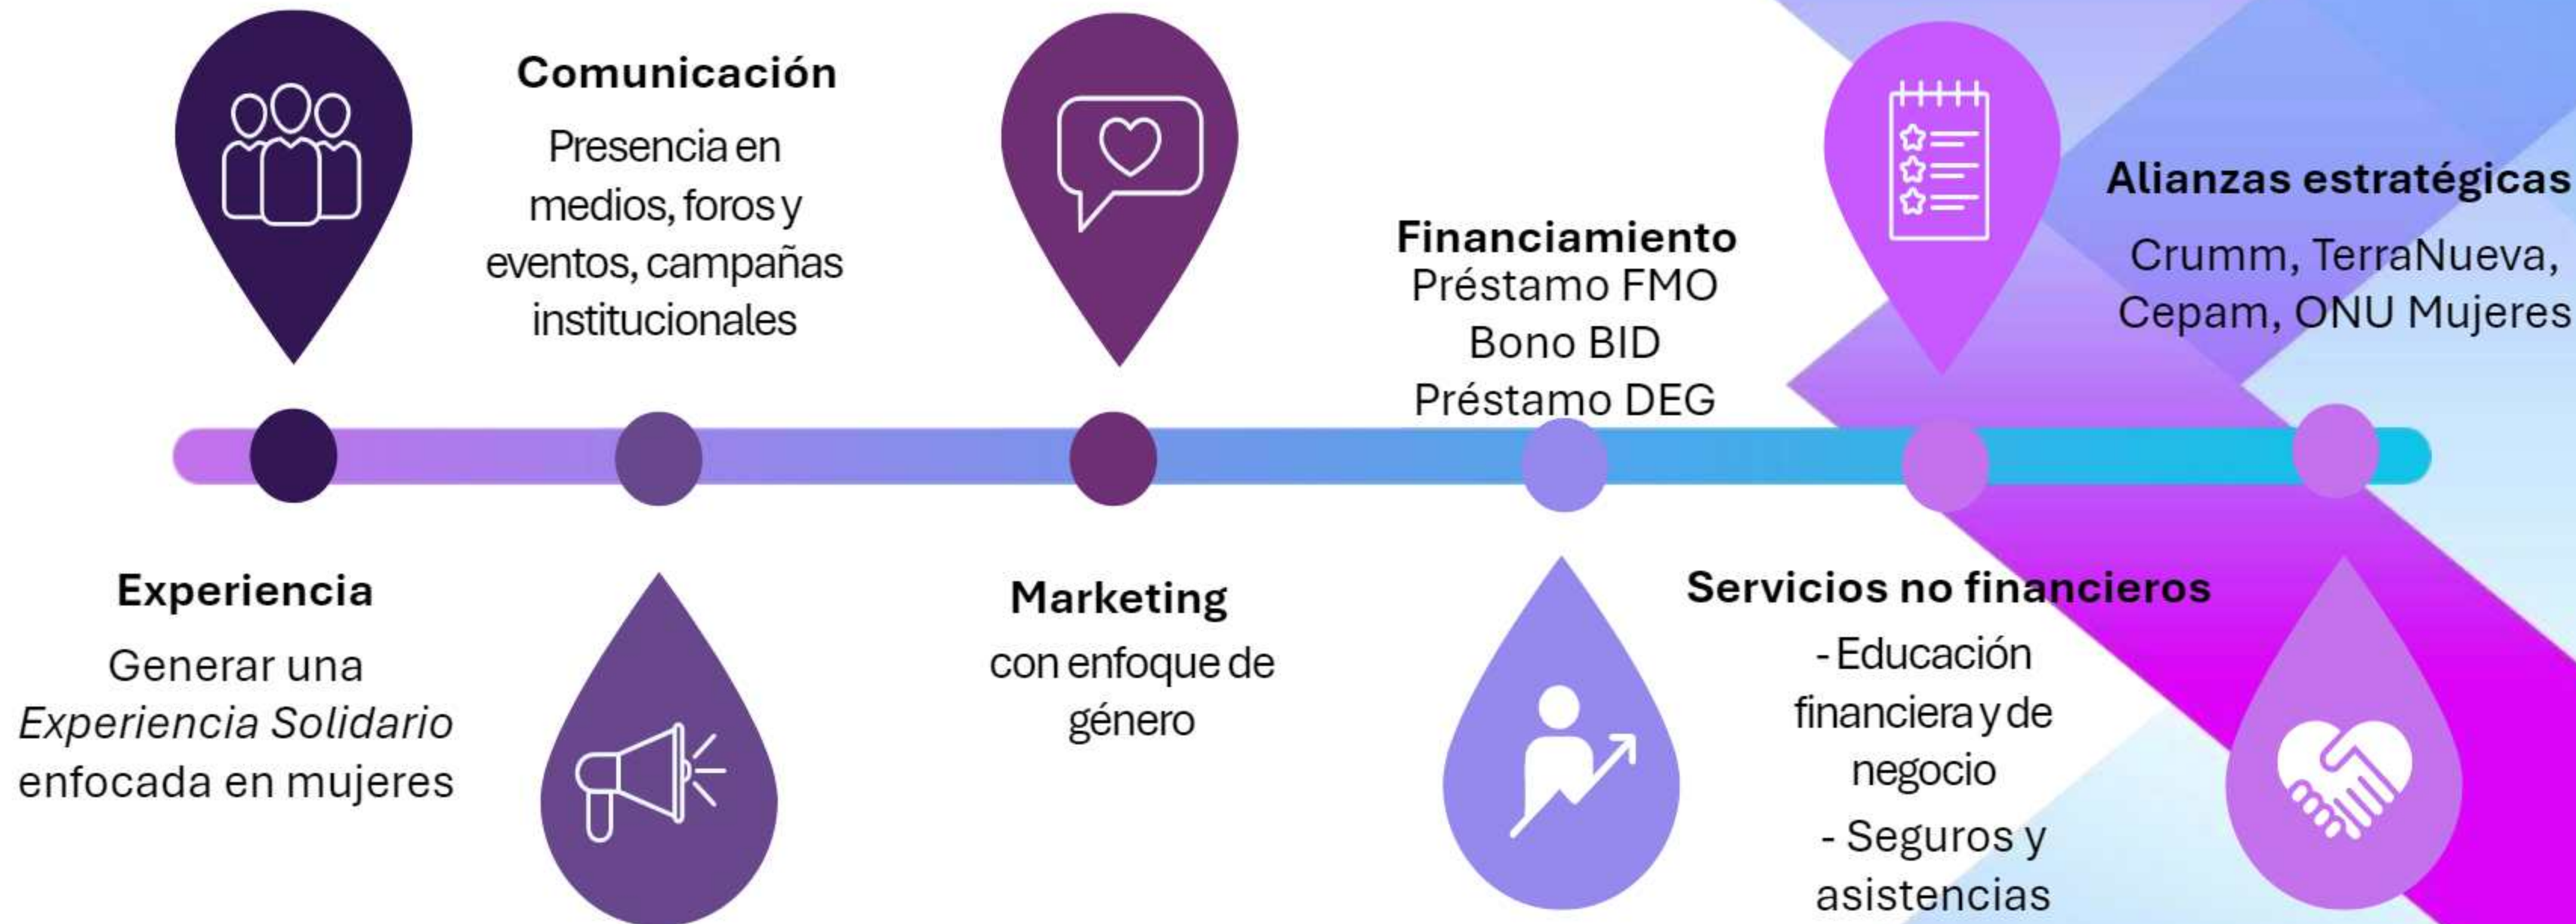 Comunicación
Presencia en
medios, foros y
eventos, campañas
institucionales
Financiamiento
Préstamo FMO
Bono BID
Préstamo DEG
Alianzas estratégicas
Crumm, TerraNueva,
Cepam, ONU Mujeres
Experiencia
Generar una
Experiencia Solidario
enfocada en mujeres
Marketing
con enfoque de
género
Servicios no financieros
- Educación
financiera y de
negocio
- Seguros y
asistencias